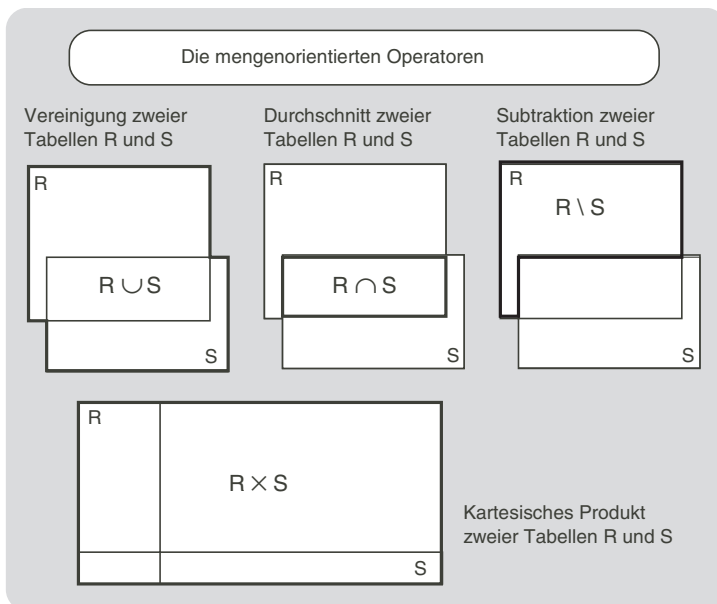 Die mengenorientierten Operatoren
Vereinigung zweier
Tabellen R und S
R
R ∪ S
S
Durchschnitt zweier
Tabellen R und S
R
R ∩ S
S
Subtraktion zweier
Tabellen R und S
R
R \ S
S
R
R × S
S
Kartesisches Produkt
zweier Tabellen R und S